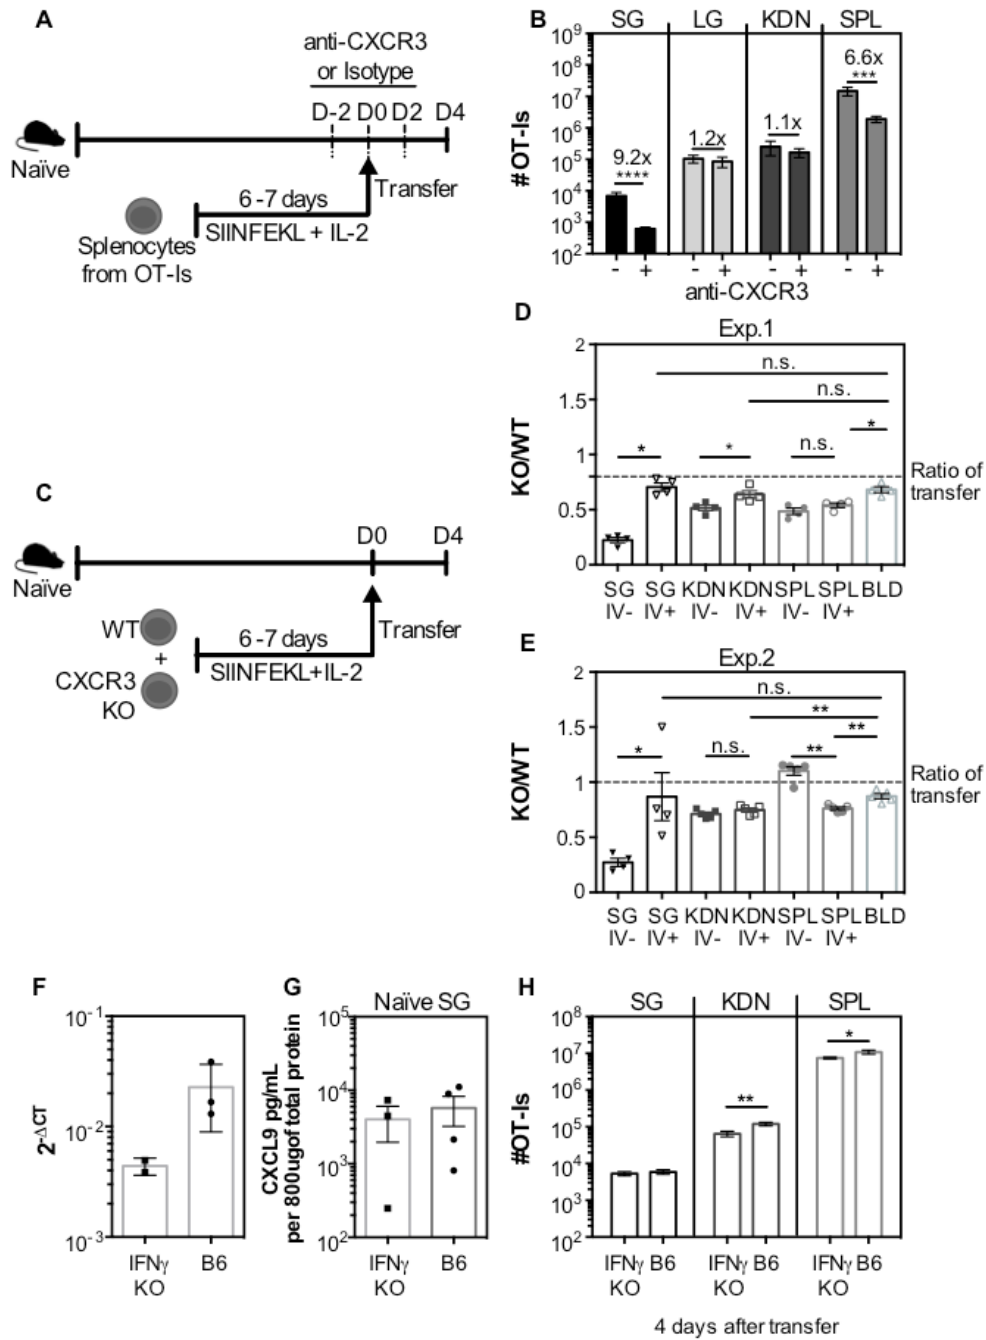 A
anti-CXCR3
or Isotype
D-2 D0 D2 D4
Naïve
Transfer
6 -7 days
SIINFEKL + IL-2
Splenocytes
from OT-Is
B
SG LG KDN SPL
#OT-Is
10⁹
10⁸
10⁷
10⁶
10⁵
10⁴
10³
10²
9.2x
****
1.2x
1.1x
6.6x
***
- + - + - + - +
anti-CXCR3
C
D0 D4
Naïve
WT
+
CXCR3
KO
6 -7 days
SIINFEKL+IL-2
Transfer
D
Exp.1
KO/WT
2
1.5
1
0.5
0
n.s.
n.s.
*
* * n.s.
Ratio of
transfer
SG SG KDN KDN SPL SPL BLD
IV- IV+ IV- IV+ IV- IV+
E
Exp.2
KO/WT
2
1.5
1
0.5
0
n.s.
**
**
* n.s. **
Ratio of
transfer
SG SG KDN KDN SPL SPL BLD
IV- IV+ IV- IV+ IV- IV+
F
2^-ΔCT
10⁻¹
10⁻²
10⁻³
IFNγ B6
KO
G
Naïve SG
CXCL9 pg/mL
per 800ugof total protein
10⁵
10⁴
10³
10²
IFNγ B6
KO
H
SG KDN SPL
#OT-Is
10⁸
10⁷
10⁶
10⁵
10⁴
10³
10²
**
*
IFNγ B6 IFNγ B6 IFNγ B6
KO KO KO
4 days after transfer